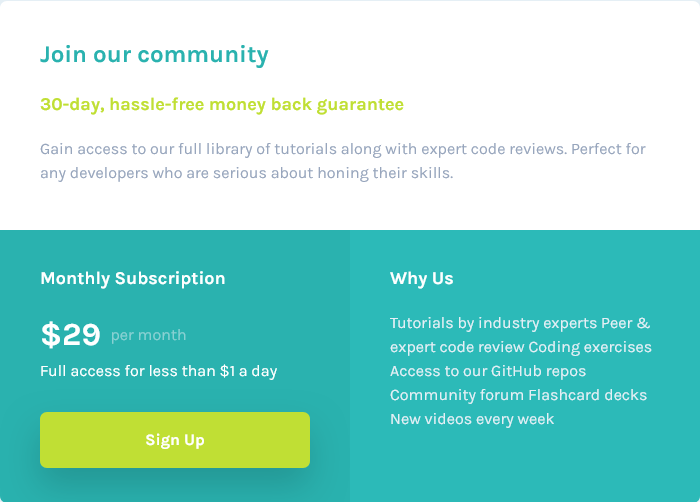 Join our community
30-day, hassle-free money back guarantee
Gain access to our full library of tutorials along with expert code reviews. Perfect for
any developers who are serious about honing their skills.
Monthly Subscription
$29 per month
Full access for less than $1 a day
Sign Up
Why Us
Tutorials by industry experts Peer &
expert code review Coding exercises
Access to our GitHub repos
Community forum Flashcard decks
New videos every week